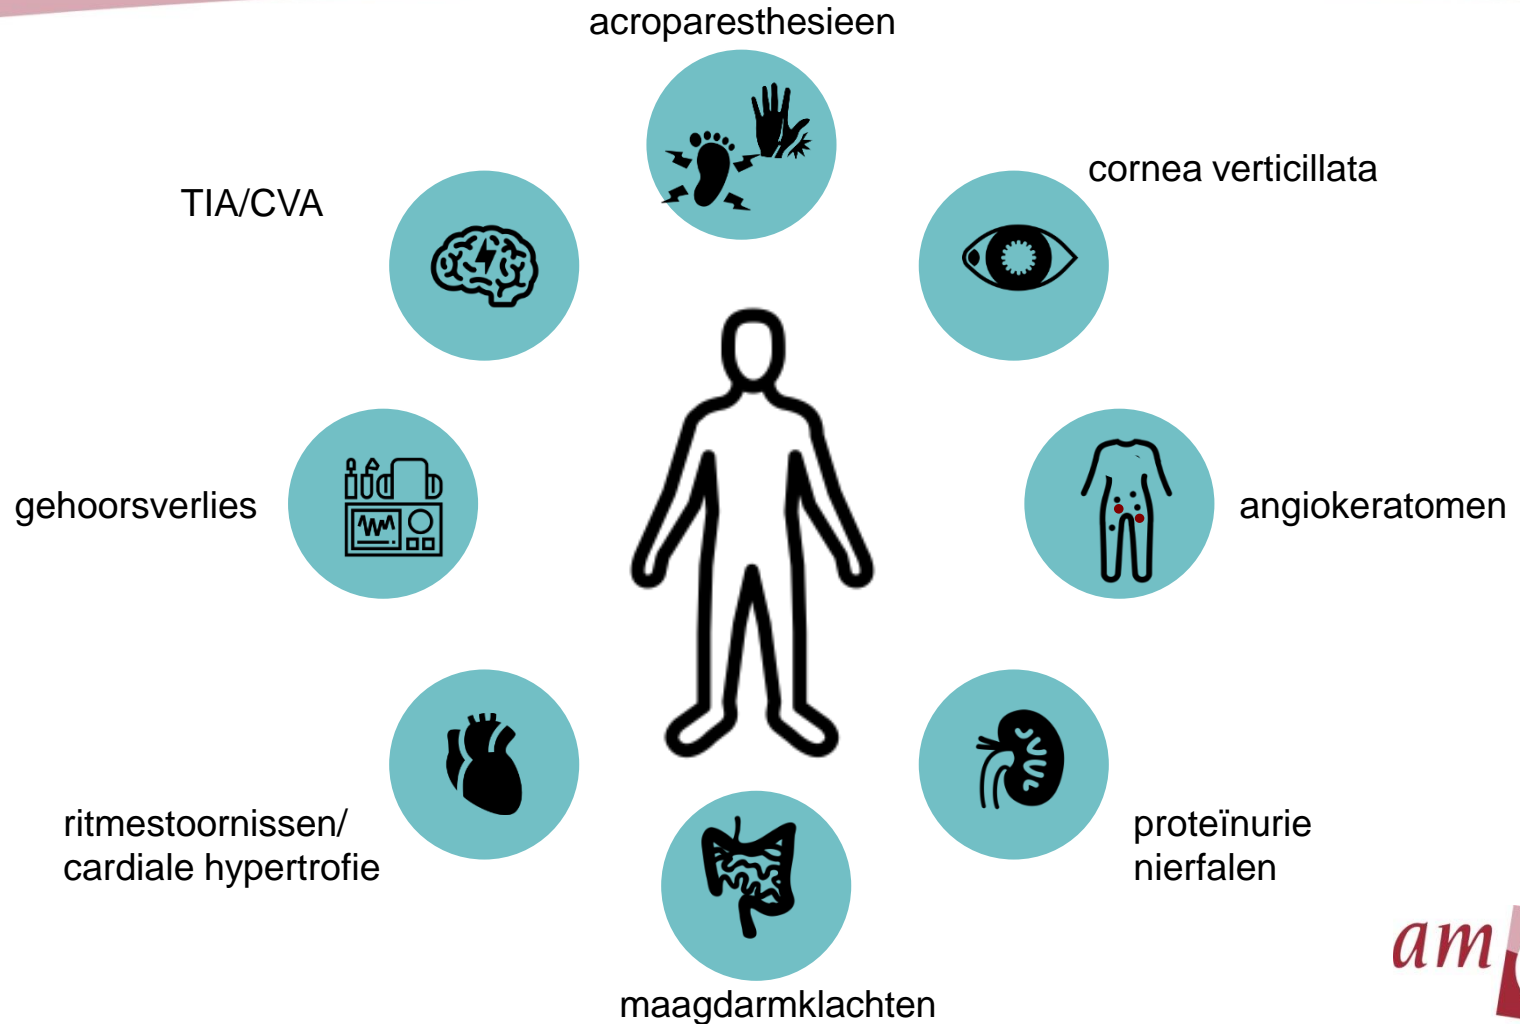 acroparesthesieen
cornea verticillata
TIA/CVA
gehoorsverlies
angiokeratomen
ritmestoornissen/
cardiale hypertrofie
proteïnurie
nierfalen
maagdarmklachten
am